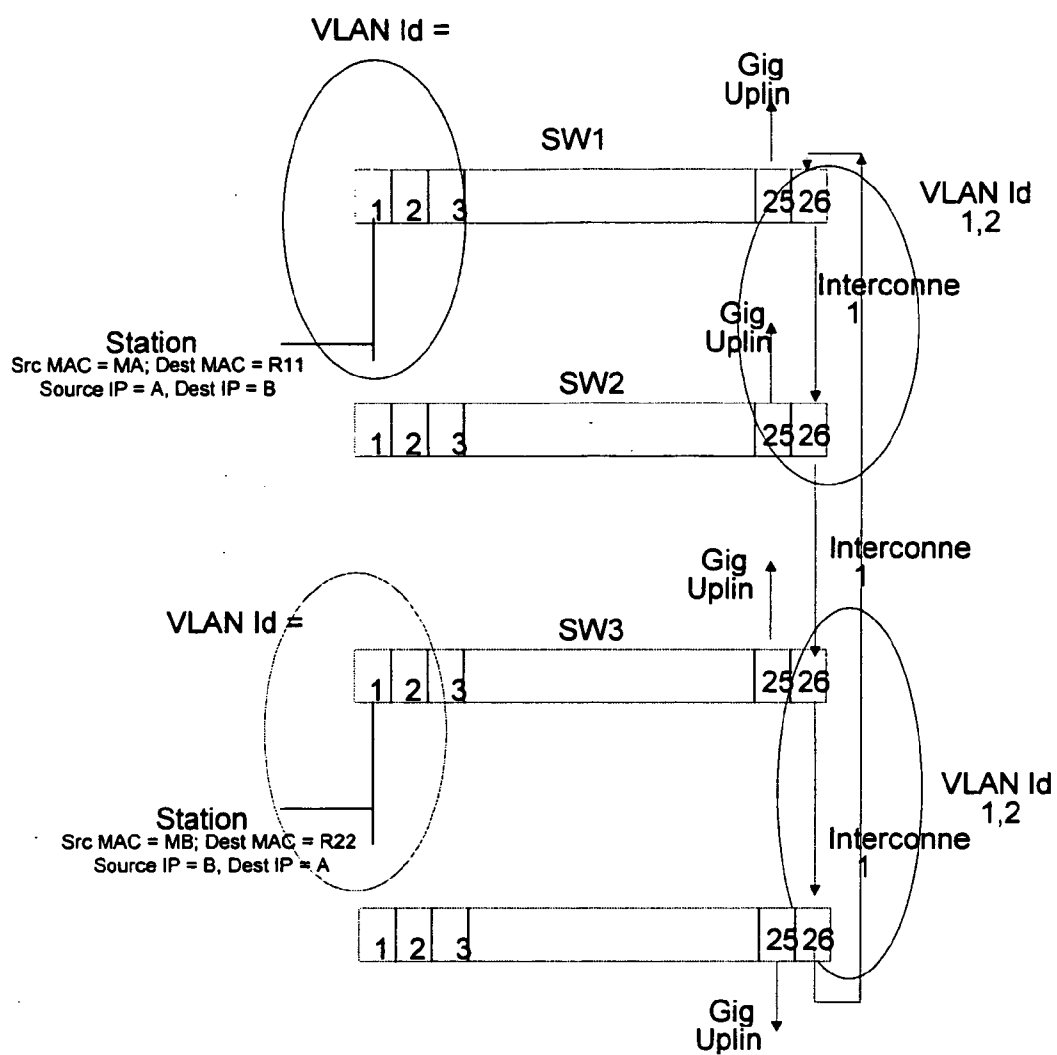 VLAN Id =
Gig
Uplin
SW1
1 2 3 25 26
VLAN Id
1,2
Interconne
1
Gig
Uplin
Station
Src MAC = MA; Dest MAC = R11
Source IP = A, Dest IP = B
SW2
1 2 3 25 26
Interconne
1
Gig
Uplin
VLAN Id =
SW3
1 2 3 25 26
VLAN Id
1,2
Station
Src MAC = MB; Dest MAC = R22
Source IP = B, Dest IP = A
Interconne
1
1 2 3 25 26
Gig
Uplin